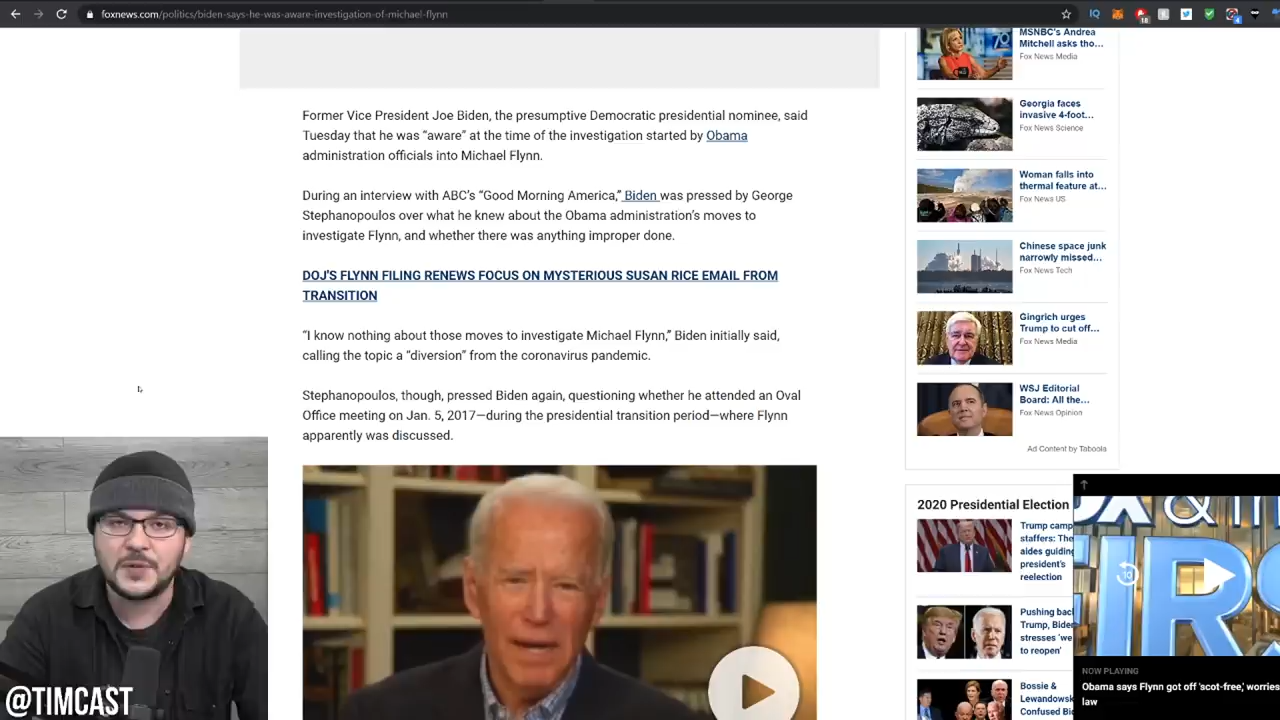 foxnews.com/politics/biden-says-he-was-aware-investigation-of-michael-flynn
Former Vice President Joe Biden, the presumptive Democratic presidential nominee, said
Tuesday that he was “aware” at the time of the investigation started by Obama
administration officials into Michael Flynn.
During an interview with ABC’s “Good Morning America,” Biden was pressed by George
Stephanopoulos over what he knew about the Obama administration’s moves to
investigate Flynn, and whether there was anything improper done.
DOJ'S FLYNN FILING RENEWS FOCUS ON MYSTERIOUS SUSAN RICE EMAIL FROM
TRANSITION
“I know nothing about those moves to investigate Michael Flynn,” Biden initially said,
calling the topic a “diversion” from the coronavirus pandemic.
Stephanopoulos, though, pressed Biden again, questioning whether he attended an Oval
Office session on Jan. 5, 2017—during the presidential transition period—where Flynn
apparently was discussed.
@TIMCAST
MSNBC's Andrea
Mitchell asks tho...
Fox News Media
Georgia faces
invasive 4-foot...
Fox News Science
Woman falls into
thermal feature at...
Fox News US
Chinese space junk
narrowly missed...
Fox News Tech
Gingrich urges
Trump to cut off...
Fox News Media
WSJ Editorial
Board: All the...
Fox News Opinion
Ad Content by Taboola
2020 Presidential Election
Trump camp
staffers: The
aides guiding
president's
reelection
Pushing back
Trump, Biden
stresses 'we
to reopen'
Bossie &
Lewandowsk
Confused Bi
10
NOW PLAYING
Obama says Flynn got off 'scot-free,' worries
law